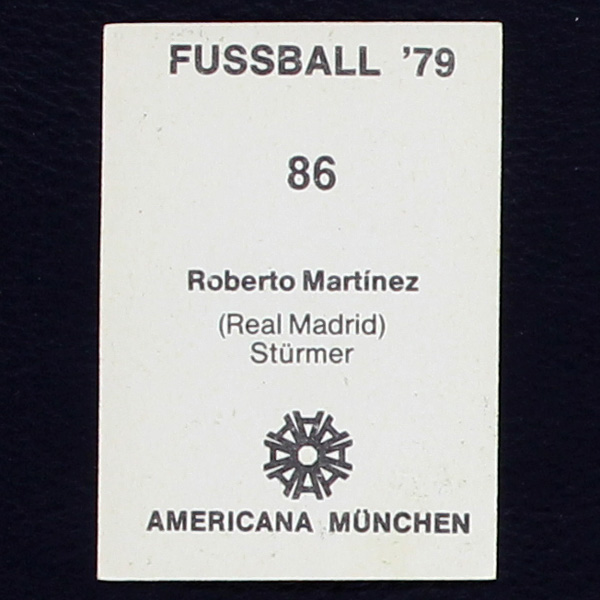 FUSSBALL '79
86
Roberto Martínez
(Real Madrid)
Stürmer
AMERICANA MÜNCHEN